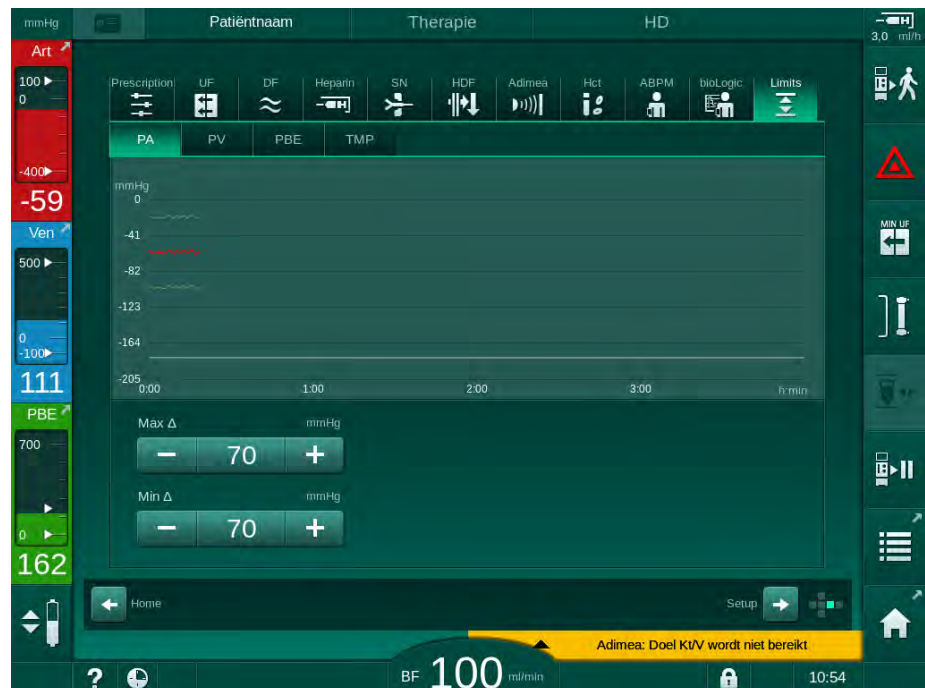 mmHg
Patiëntnaam
Therapie
HD
3,0 ml/h
Art
100
0
-400
-59
Ven
500
0
-100
111
PBE
700
0
162
Prescription
UF
DF
Heparin
SN
HDF
Adimea
Hct
ABPM
bioLogic
Limits
PA
PV
PBE
TMP
mmHg
0
-41
-82
-123
-164
-205
0:00
1:00
2:00
3:00
h:min
Max Δ
mmHg
− 70 +
Min Δ
mmHg
− 70 +
Home
Setup
MIN UF
Adimea: Doel Kt/V wordt niet bereikt
?
BF 100 ml/min
10:54